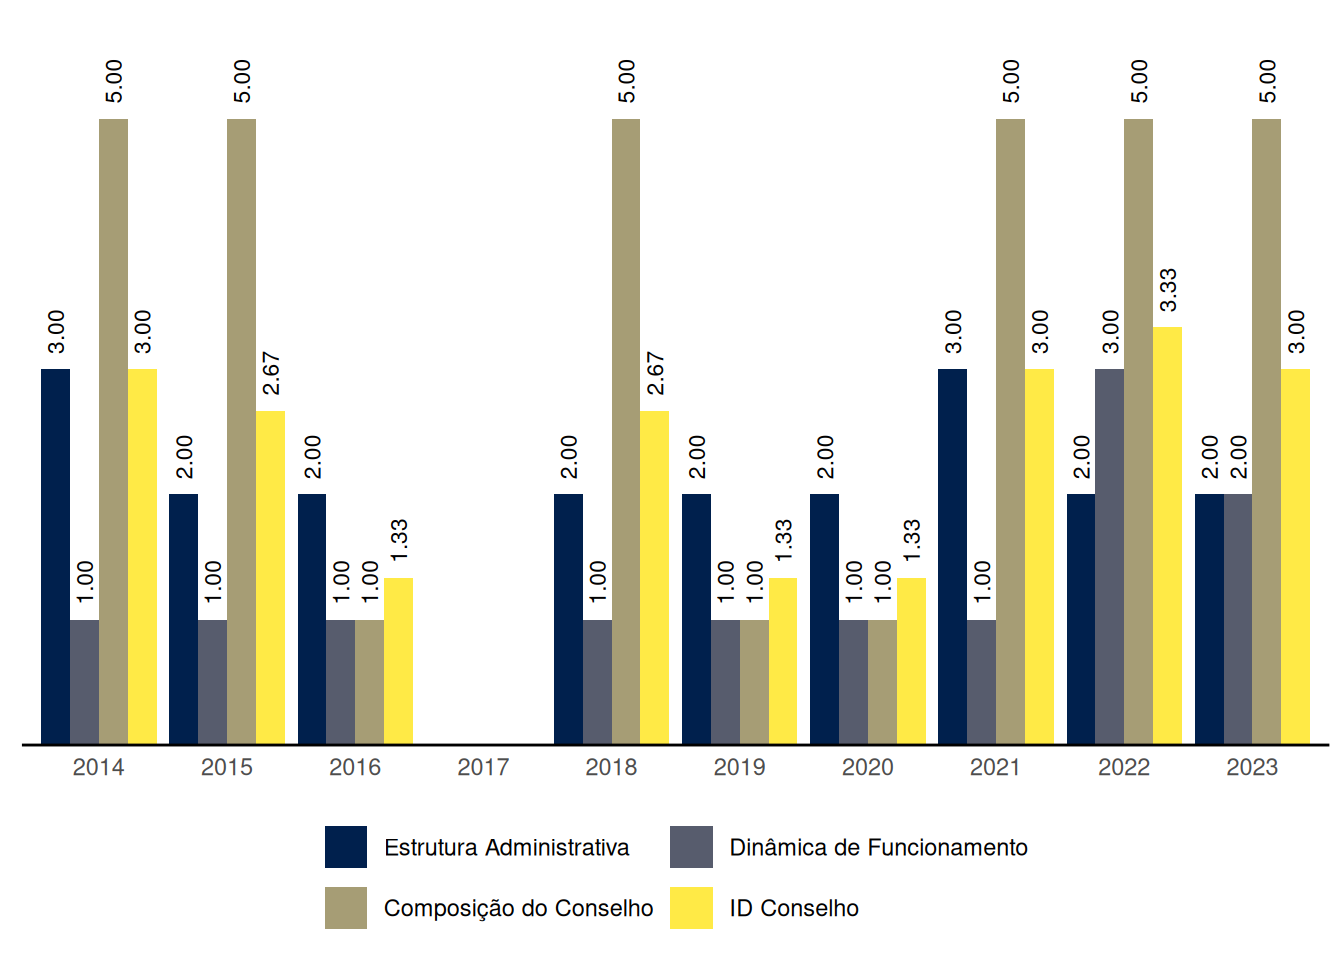 5.00 5.00 5.00 5.00 5.00 5.00
3.33
3.00 3.00 3.00 3.00 3.00 3.00
2.67 2.67
2.00 2.00 2.00 2.00 2.00 2.00 2.00 2.00
1.33 1.33 1.33
1.00 1.00 1.00 1.00 1.00 1.00 1.00 1.00 1.00 1.00
2014 2015 2016 2017 2018 2019 2020 2021 2022 2023
Estrutura Administrativa Dinâmica de Funcionamento
Composição do Conselho ID Conselho